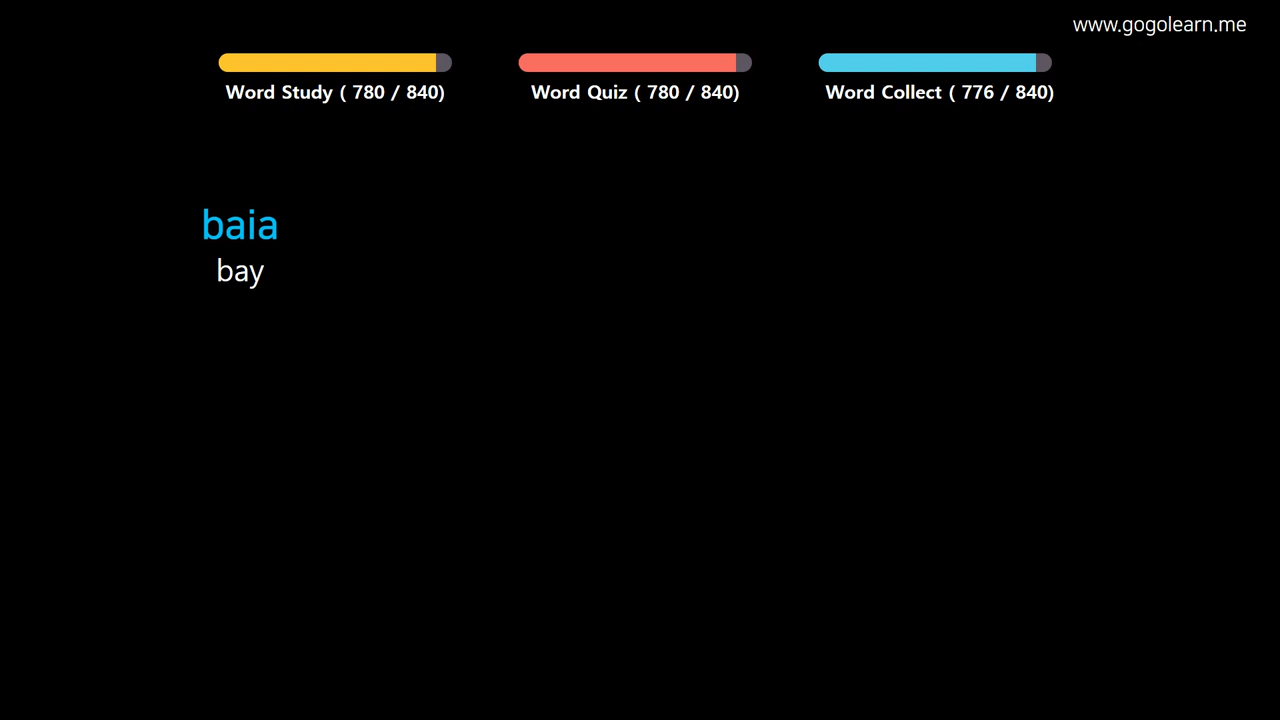 www.gogolearn.me
Word Study ( 780 / 840)
Word Quiz ( 780 / 840)
Word Collect ( 776 / 840)
baia
bay